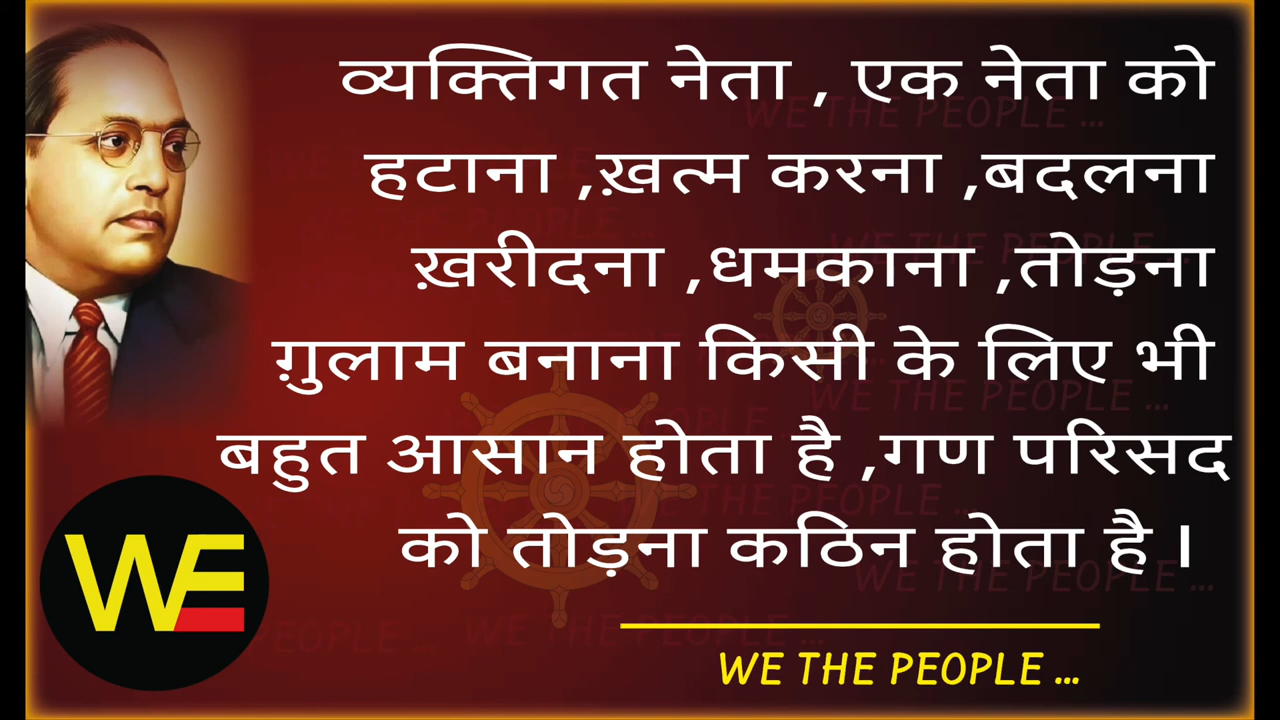 व्यक्तिगत नेता , एक नेता को
हटाना ,ख़त्म करना ,बदलना
ख़रीदना ,धमकाना ,तोड़ना
ग़ुलाम बनाना किसी के लिए भी
बहुत आसान होता है ,गण परिसद
को तोड़ना कठिन होता है ।
WE
WE THE PEOPLE ...